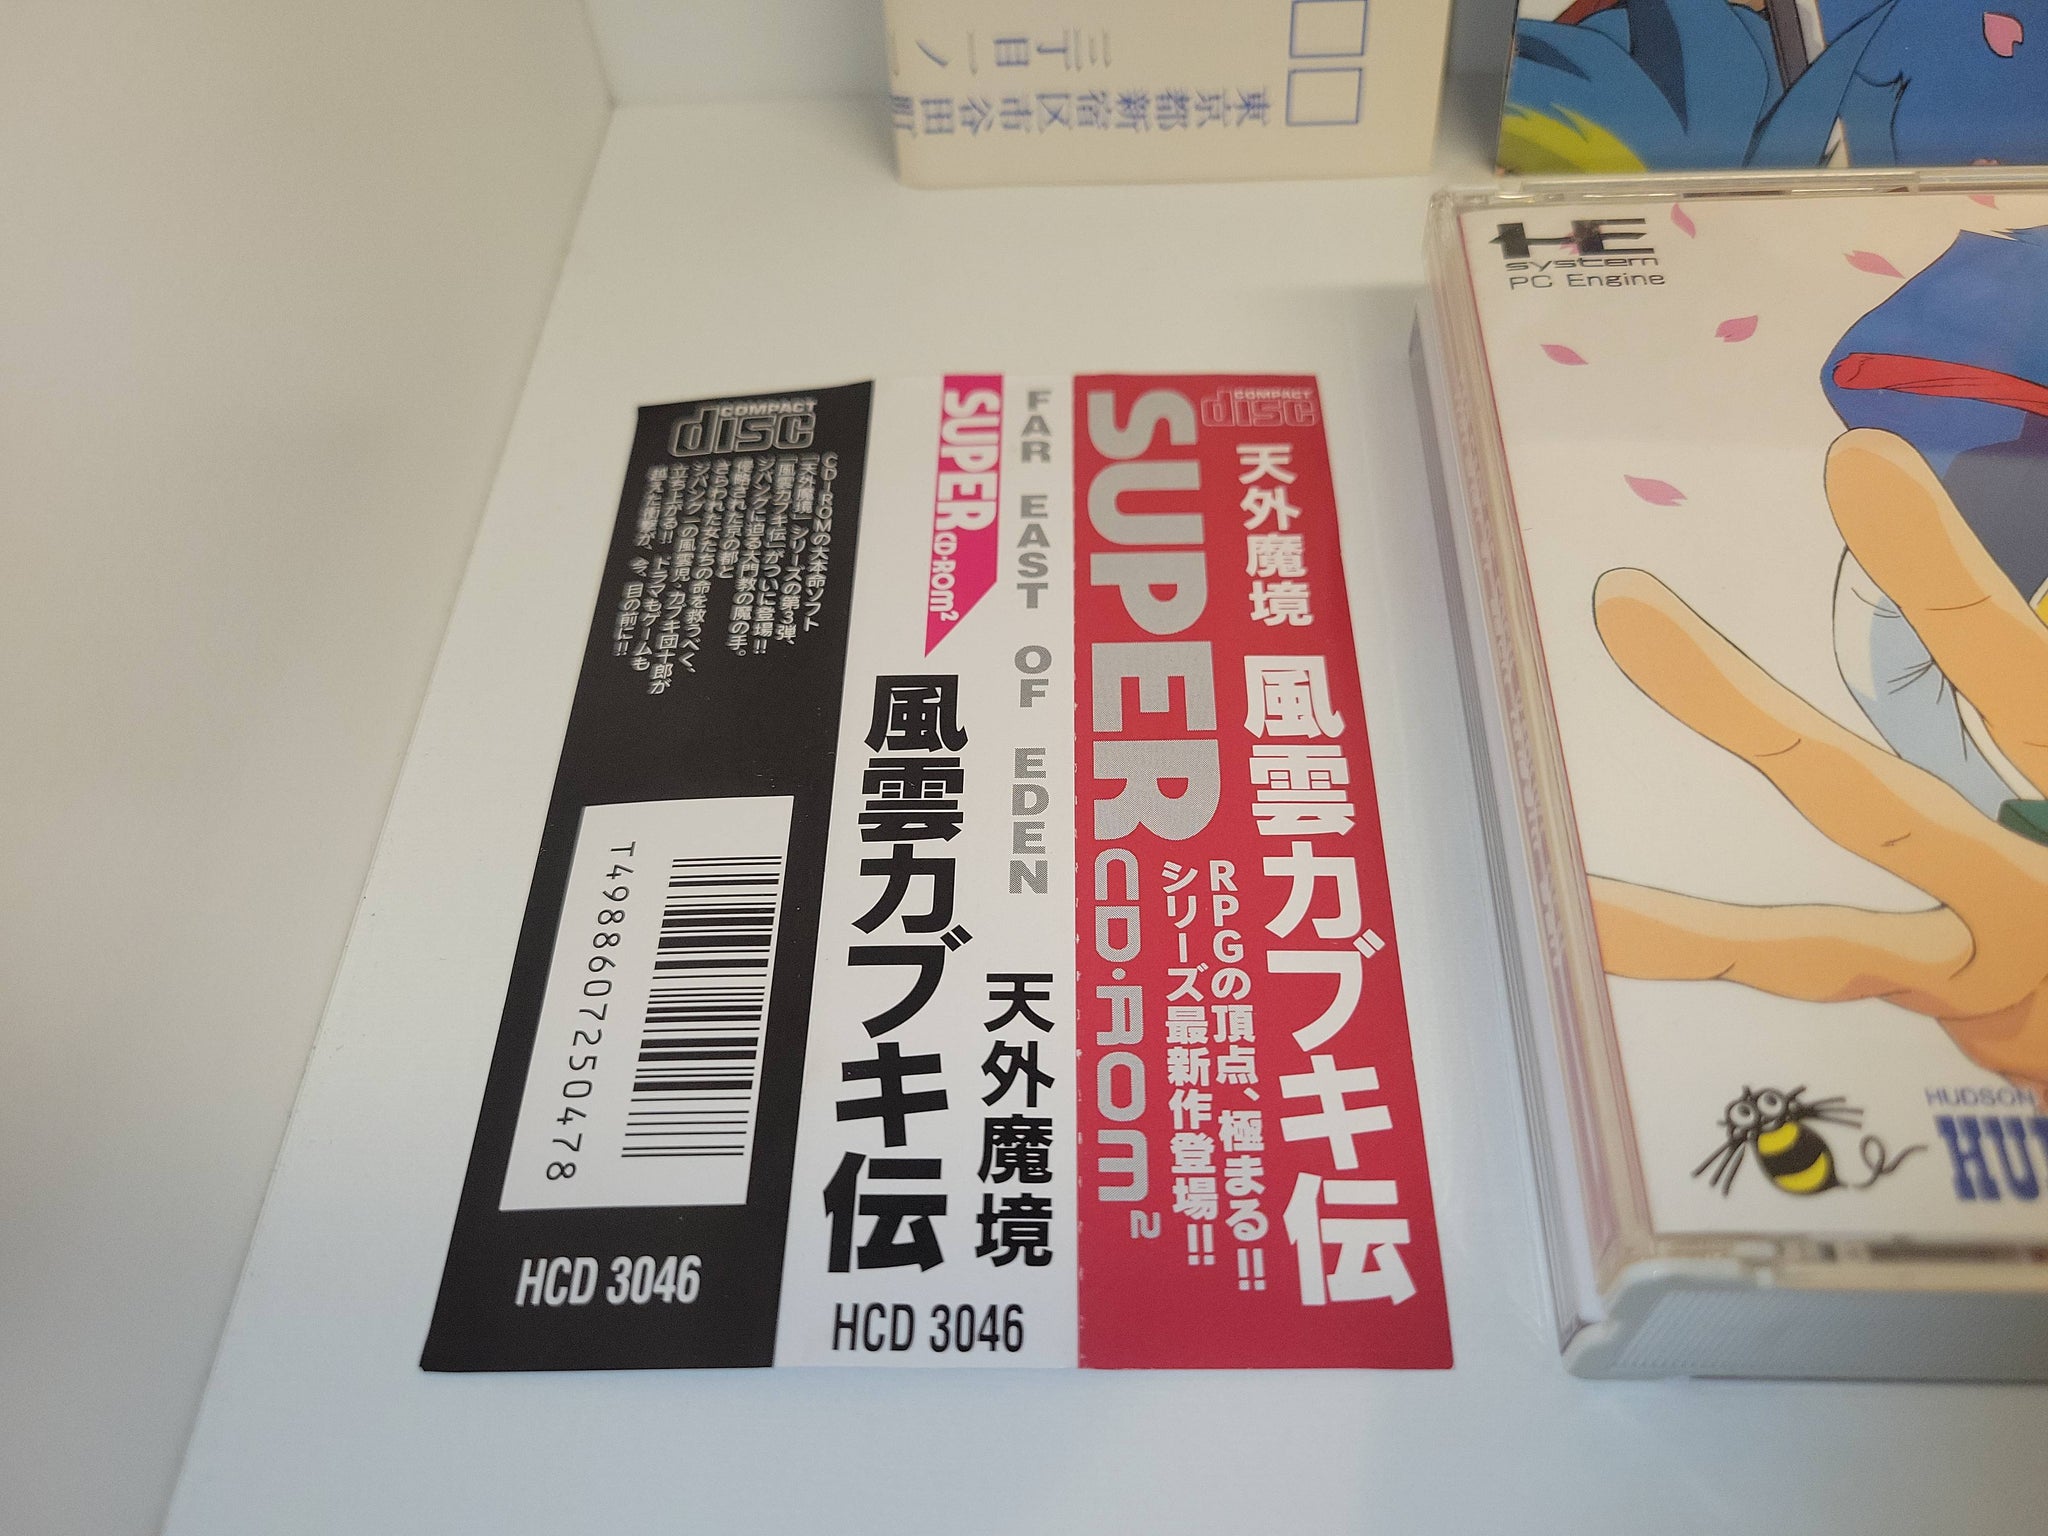 東京都新宿区市谷田町
三丁目一ノ
HE
system
PC Engine
HUDSON
COMPACT
disc
CD-ROMの大本命ソフト
「天外魔境」シリーズの第3弾、
「風雲カブキ伝」がついに登場!!
ジパングに迫る大門教の魔の手。
侵略された京の都と
さらわれた女たちの命を救うべく、
ジパング一の風雲児・カブキ団十郎が
立ち上がる!! ドラマもゲームも
超えた衝撃が、今、目の前に!!
T4988607250478
HCD 3046
SUPER CD・ROM²
FAR EAST OF EDEN
天外魔境
風雲カブキ伝
HCD 3046
COMPACT
disc
天外魔境
風雲カブキ伝
SUPER CD・ROM²
RPGの頂点、極まる!!
シリーズ最新作登場!!